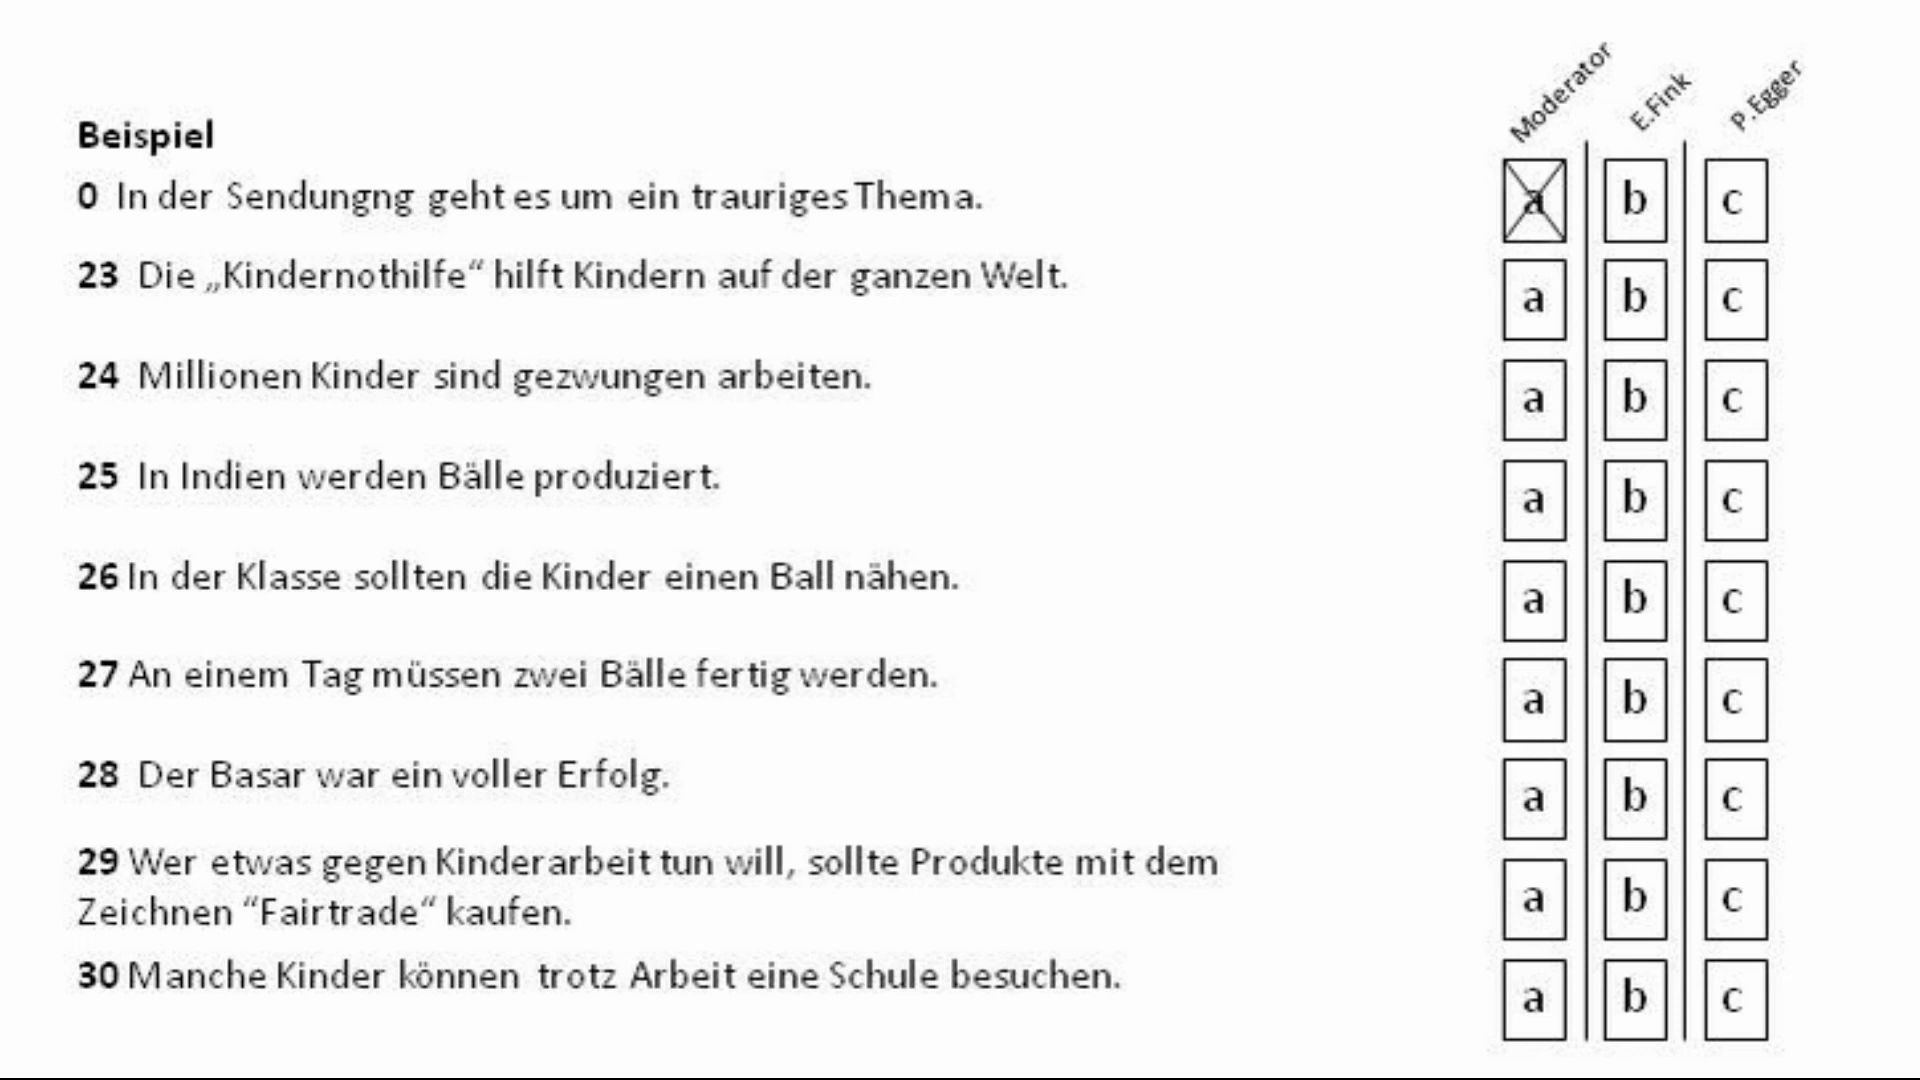 Moderator E.Fink P.Egger
Beispiel
0 In der Sendungng geht es um ein trauriges Thema. a b c
23 Die „Kindernothilfe“ hilft Kindern auf der ganzen Welt. a b c
24 Millionen Kinder sind gezwungen arbeiten. a b c
25 In Indien werden Bälle produziert. a b c
26 In der Klasse sollten die Kinder einen Ball nähen. a b c
27 An einem Tag müssen zwei Bälle fertig werden. a b c
28 Der Basar war ein voller Erfolg. a b c
29 Wer etwas gegen Kinderarbeit tun will, sollte Produkte mit dem
Zeichnen “Fairtrade“ kaufen. a b c
30 Manche Kinder können trotz Arbeit eine Schule besuchen. a b c